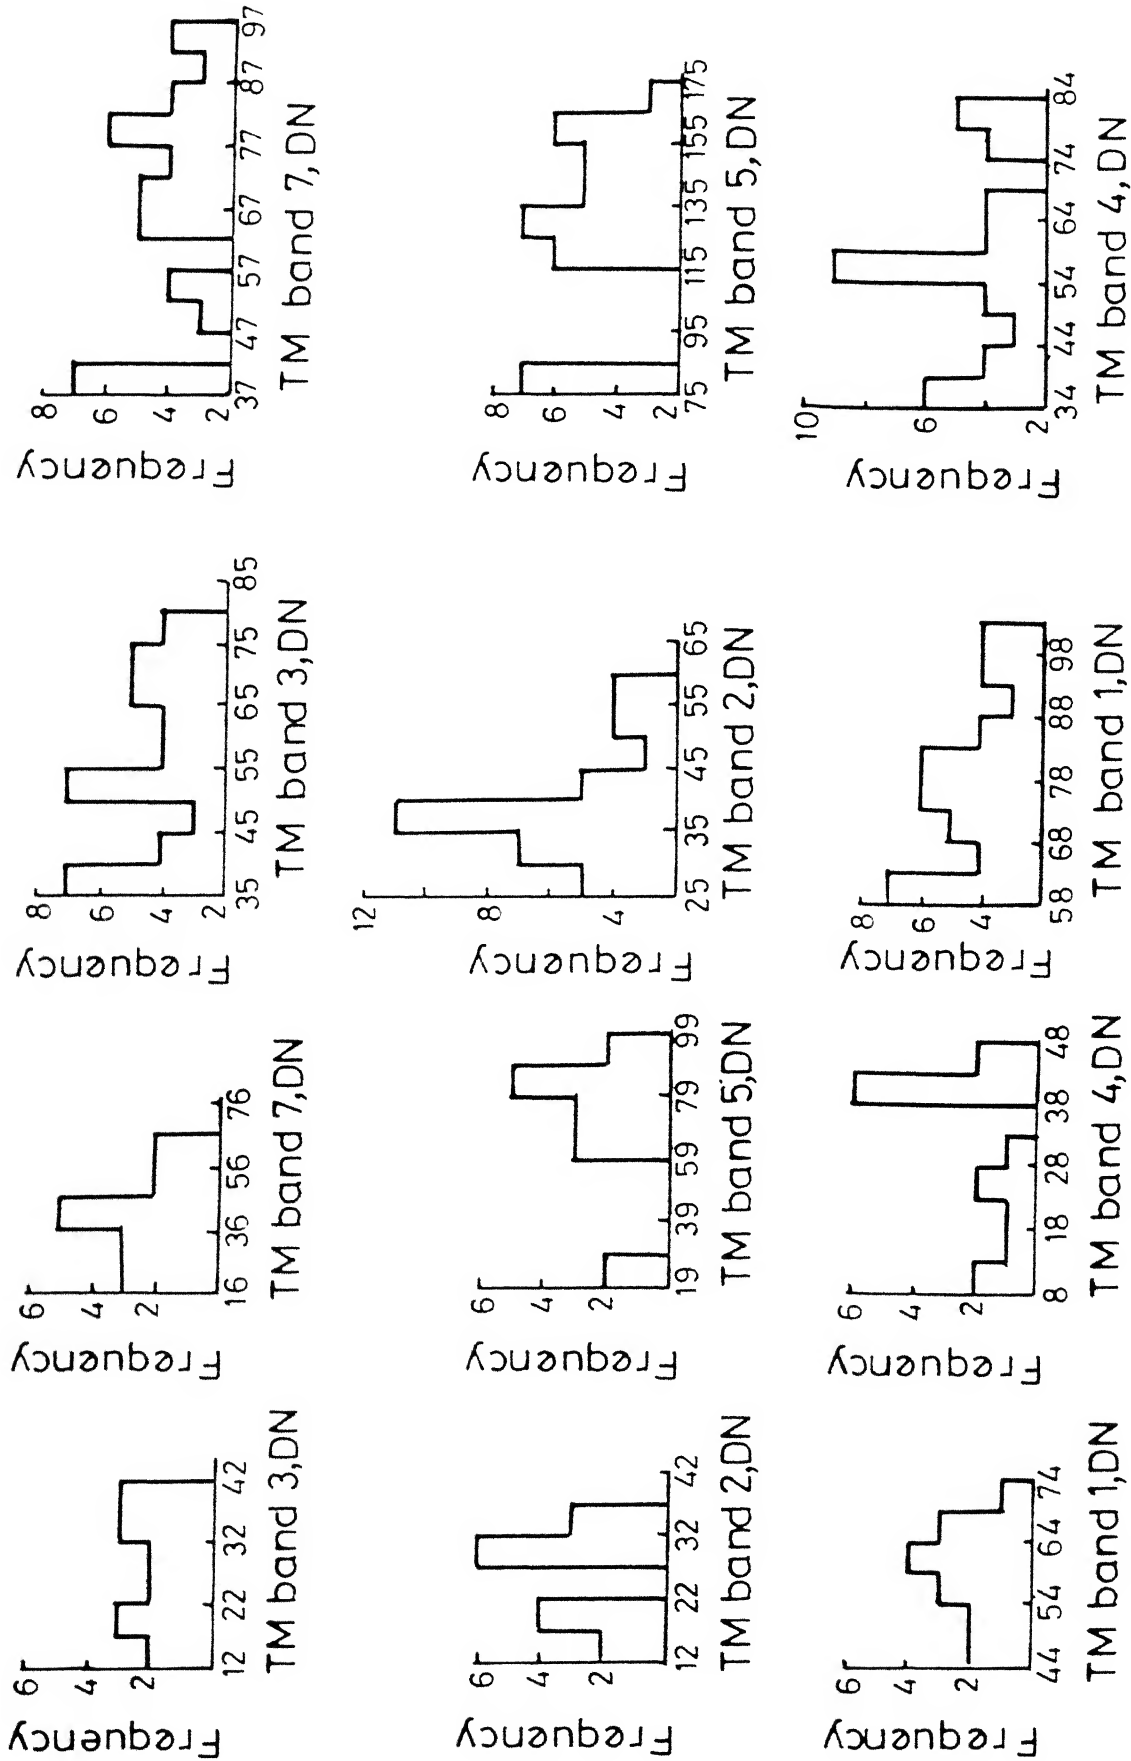 Frequency
6
4
2
12 22 32 42
TM band 3,DN
Frequency
6
4
2
16 36 56 76
TM band 7,DN
Frequency
8
6
4
2
35 45 55 65 75 85
TM band 3,DN
Frequency
8
6
4
2
37 47 57 67 77 87 97
TM band 7,DN
Frequency
6
4
2
12 22 32 42
TM band 2,DN
Frequency
6
4
2
19 39 59 79 99
TM band 5,DN
Frequency
12
8
4
25 35 45 55 65
TM band 2,DN
Frequency
8
6
4
2
75 95 115 135 155 175
TM band 5, DN
Frequency
6
4
2
44 54 64 74
TM band 1,DN
Frequency
6
4
2
8 18 28 38 48
TM band 4,DN
Frequency
8
6
4
58 68 78 88 98
TM band 1,DN
Frequency
10
6
2
34 44 54 64 74 84
TM band 4, DN